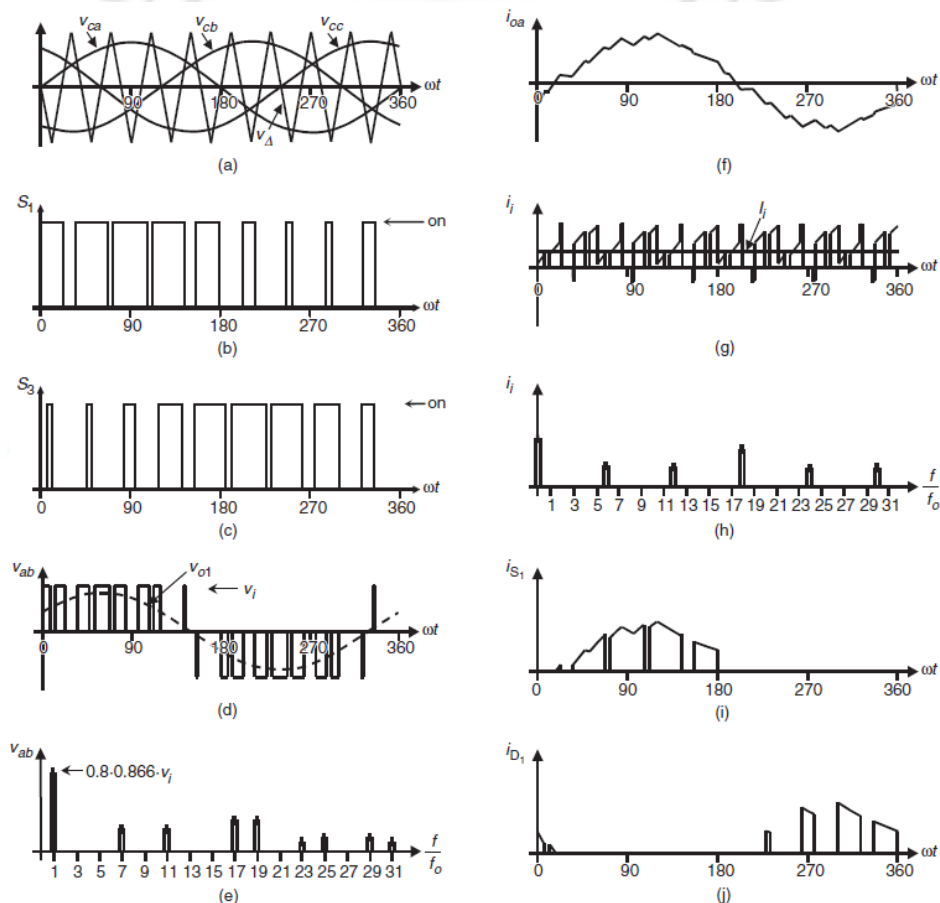 v_ca v_cb v_cc
ωt
90 180 270 360
v_Δ
(a)
S_1
on
ωt
0 90 180 270 360
(b)
S_3
on
ωt
0 90 180 270 360
(c)
v_ab
v_o1
v_i
ωt
0 90 180 270 360
(d)
v_ab
0.8·0.866·v_i
f
f_o
1 3 5 7 9 11 13 15 17 19 21 23 25 27 29 31
(e)
i_oa
ωt
0 90 180 270 360
(f)
i_i
I_i
ωt
0 90 180 270 360
(g)
i_i
f
f_o
1 3 5 7 9 11 13 15 17 19 21 23 25 27 29 31
(h)
i_S1
ωt
0 90 180 270 360
(i)
i_D1
ωt
0 90 180 270 360
(j)